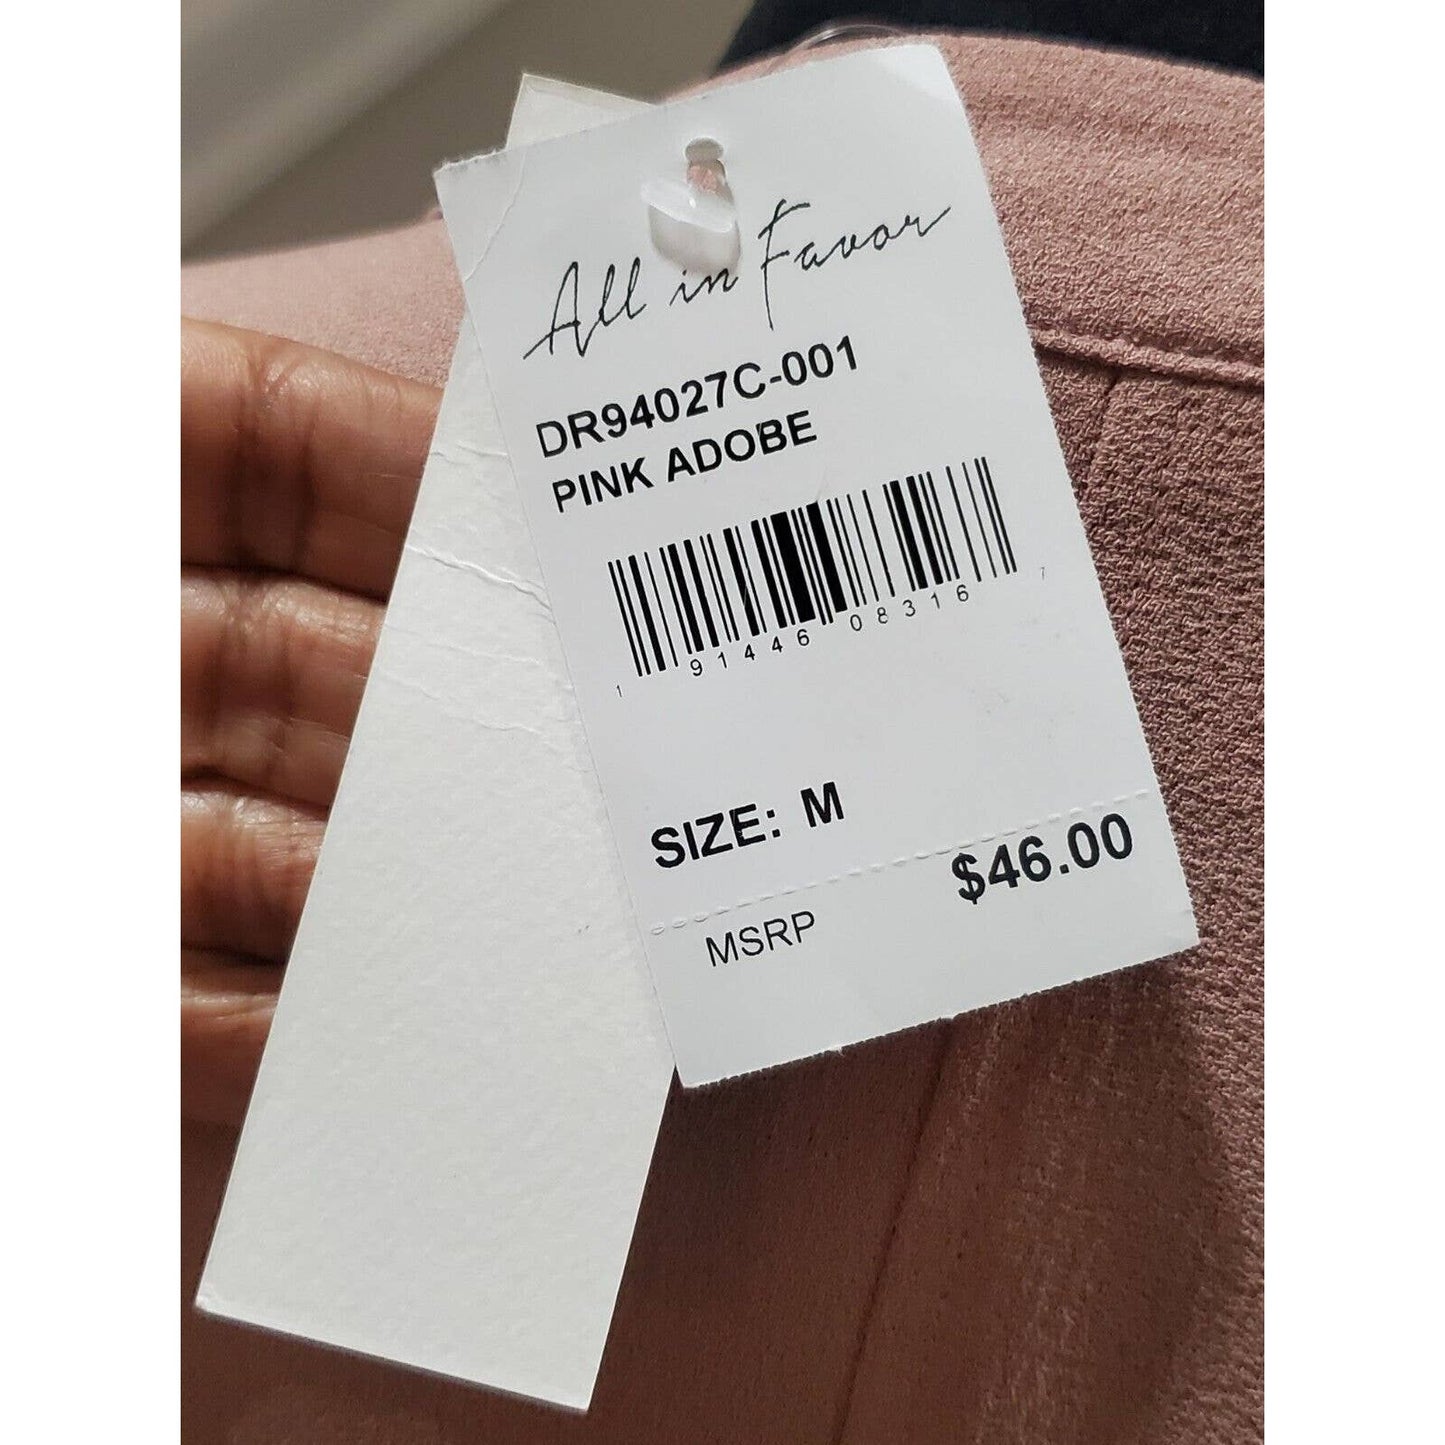 All in Favor
DR94027C-001
PINK ADOBE
1 91446 08316 7
SIZE: M
$46.00
MSRP